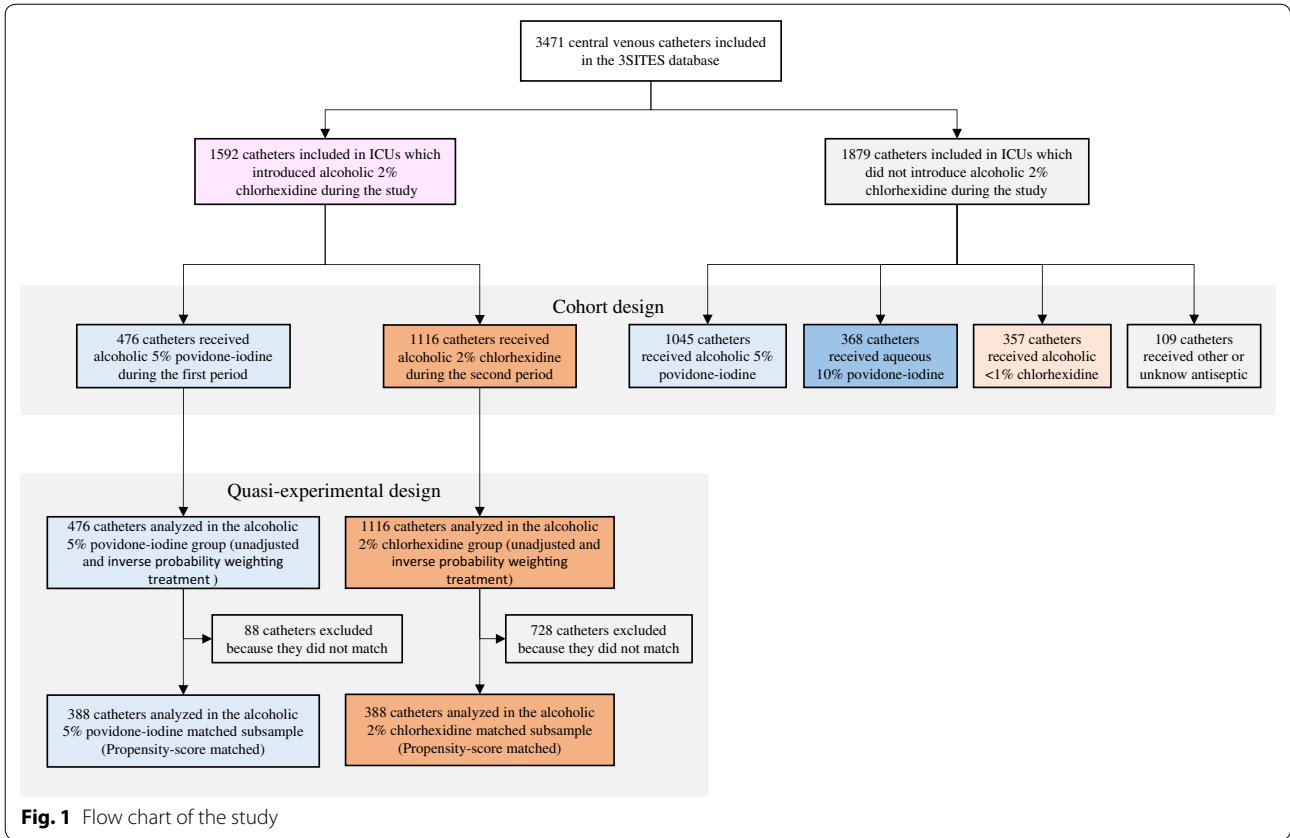 3471 central venous catheters included
in the 3SITES database
1592 catheters included in ICUs which
introduced alcoholic 2%
chlorhexidine during the study
1879 catheters included in ICUs which
did not introduce alcoholic 2%
chlorhexidine during the study
Cohort design
476 catheters received
alcoholic 5% povidone-iodine
during the first period
1116 catheters received
alcoholic 2% chlorhexidine
during the second period
1045 catheters
received alcoholic 5%
povidone-iodine
368 catheters
received aqueous
10% povidone-iodine
357 catheters
received alcoholic
<1% chlorhexidine
109 catheters
received other or
unknow antiseptic
Quasi-experimental design
476 catheters analyzed in the alcoholic
5% povidone-iodine group (unadjusted
and inverse probability weighting
treatment )
1116 catheters analyzed in the alcoholic
2% chlorhexidine group (unadjusted and
inverse probability weighting
treatment)
88 catheters excluded
because they did not match
728 catheters excluded
because they did not match
388 catheters analyzed in the alcoholic
5% povidone-iodine matched subsample
(Propensity-score matched)
388 catheters analyzed in the alcoholic
2% chlorhexidine matched subsample
(Propensity-score matched)
Fig. 1 Flow chart of the study